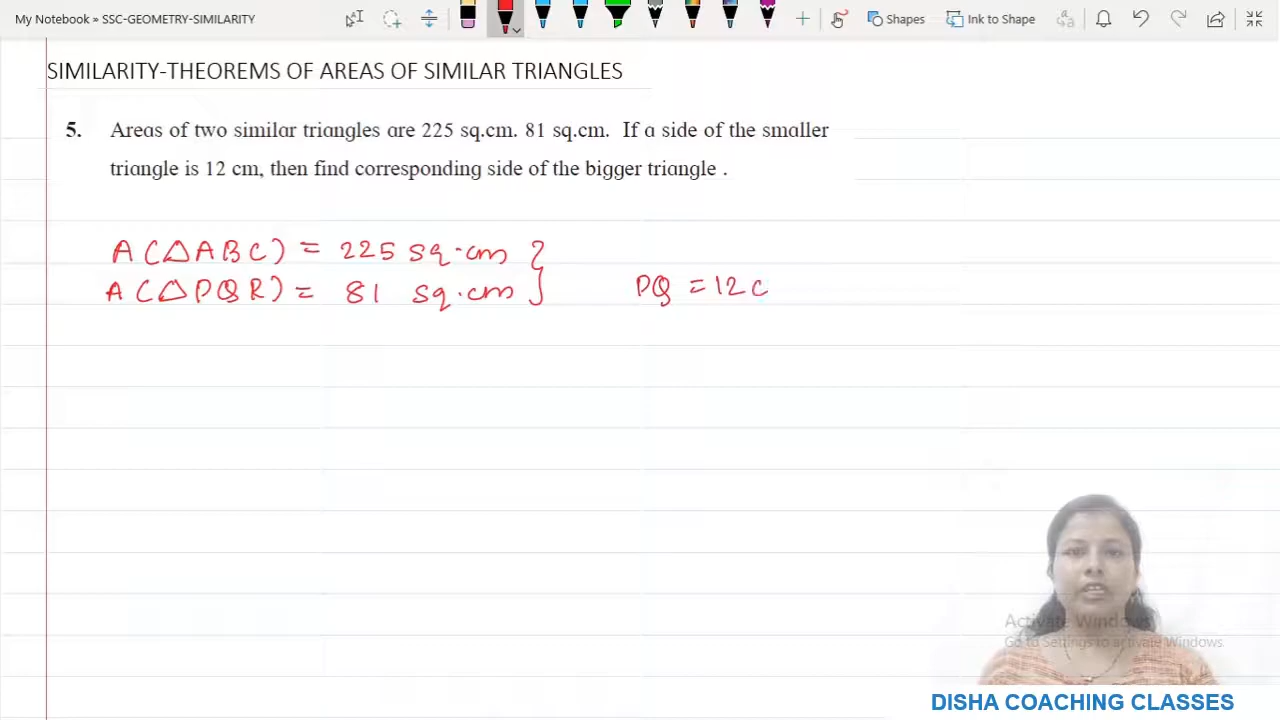 My Notebook » SSC-GEOMETRY-SIMILARITY
Shapes
Ink to Shape
SIMILARITY-THEOREMS OF AREAS OF SIMILAR TRIANGLES
5. Areas of two similar triangles are 225 sq.cm. 81 sq.cm. If a side of the smaller
triangle is 12 cm, then find corresponding side of the bigger triangle .
A(△ABC) = 225 sq.cm }
A(△PQR) = 81 sq.cm
PQ = 12 c
Activate Windows
Go to Settings to activate Windows.
DISHA COACHING CLASSES